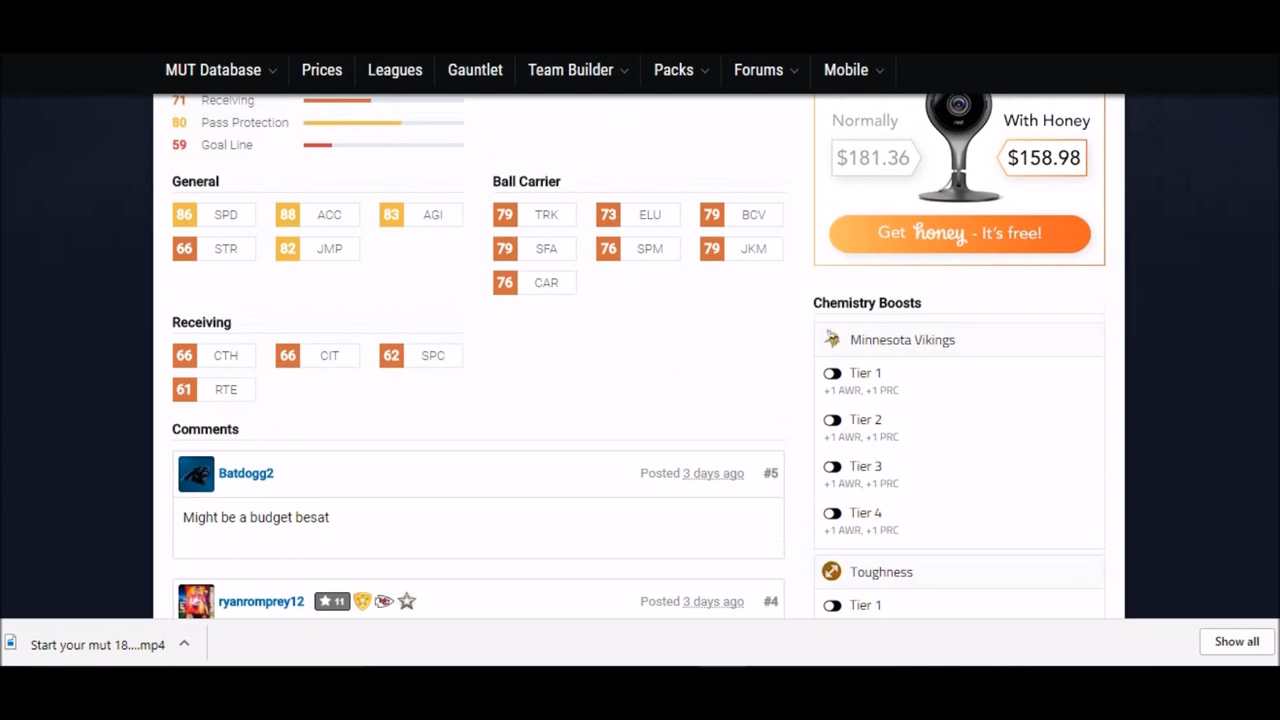 MUT Database Prices Leagues Gauntlet Team Builder Packs Forums Mobile
71 Receiving
80 Pass Protection
59 Goal Line
General
86 SPD 88 ACC 83 AGI
66 STR 82 JMP
Ball Carrier
79 TRK 73 ELU 79 BCV
79 SFA 76 SPM 79 JKM
76 CAR
Receiving
66 CTH 66 CIT 62 SPC
61 RTE
Comments
Batdogg2 Posted 3 days ago #5
Might be a budget besat
ryanromprey12 11 Posted 3 days ago #4
nest
Normally With Honey
$181.36 $158.98
Get honey - It's free!
Chemistry Boosts
Minnesota Vikings
Tier 1
+1 AWR, +1 PRC
Tier 2
+1 AWR, +1 PRC
Tier 3
+1 AWR, +1 PRC
Tier 4
+1 AWR, +1 PRC
Toughness
Tier 1
Start your mut 18....mp4 Show all